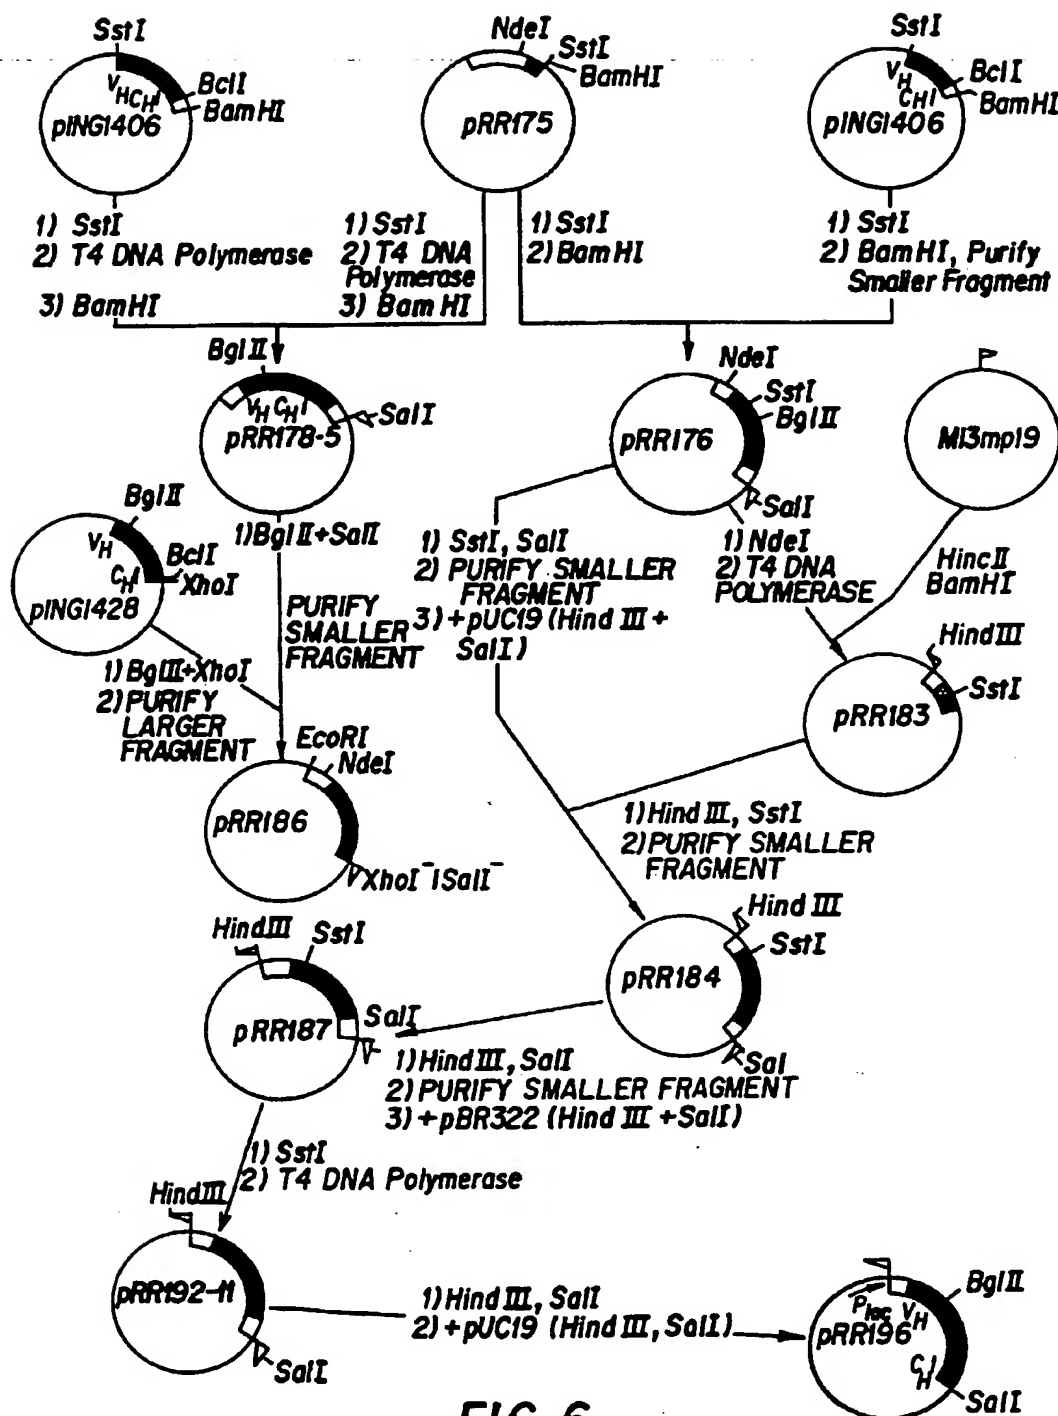 SstI
VHCH1
BclI
BamHI
pING1406
NdeI
SstI
BamHI
pRR175
SstI
VH
CH1
BclI
BamHI
pING1406
1) SstI
2) T4 DNA Polymerase
3) BamHI
1) SstI
2) T4 DNA
Polymerase
3) BamHI
1) SstI
2) BamHI
1) SstI
2) BamHI, Purify
Smaller Fragment
BglII
VH CH1
SalI
pRR178-5
NdeI
SstI
BglII
pRR176
SalI
M13mp19
BglII
VH
BclI
CH1
XhoI
pING1428
1) BglII+SalI
PURIFY
SMALLER
FRAGMENT
1) BglII+XhoI
2) PURIFY
LARGER
FRAGMENT
1) SstI, SalI
2) PURIFY SMALLER
FRAGMENT
3) +pUC19 (Hind III +
SalI)
1) NdeI
2) T4 DNA
POLYMERASE
HincII
BamHI
HindIII
SstI
pRR183
EcoRI
NdeI
pRR186
XhoI⁻/SalI⁻
1) Hind III, SstI
2) PURIFY SMALLER
FRAGMENT
HindIII
SstI
pRR187
SalI
Hind III
SstI
pRR184
Sal
1) Hind III, SalI
2) PURIFY SMALLER FRAGMENT
3) +pBR322 (Hind III +SalI)
1) SstI
2) T4 DNA Polymerase
HindIII
pRR192-11
SalI
1) Hind III, SalI
2) +pUC19 (Hind III, SalI)
Plac
VH
BglII
pRR196
CH1
SalI
FIG. 6